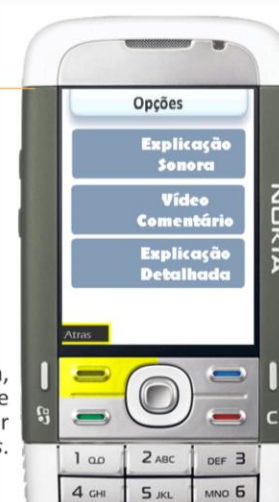 Opções
Explicação
Sonora
Vídeo
Comentário
Explicação
Detalhada
Atras
NOKIA
,
e
r
s.
C
1 ꝏ
2 ABC
DEF 3
4 GHI
5 JKL
MNO 6